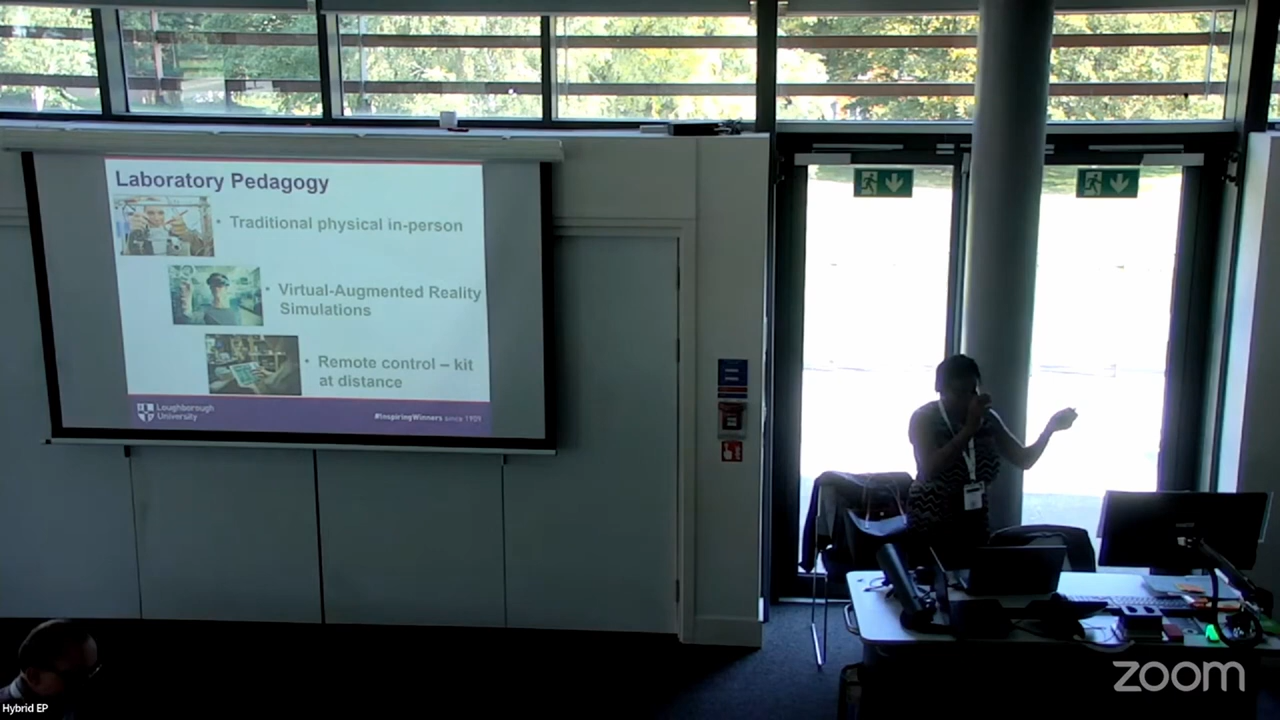 Laboratory Pedagogy
• Traditional physical in-person
• Virtual-Augmented Reality
Simulations
• Remote control – kit
at distance
Loughborough
University
#InspiringWinners since 1909
zoom
Hybrid EP